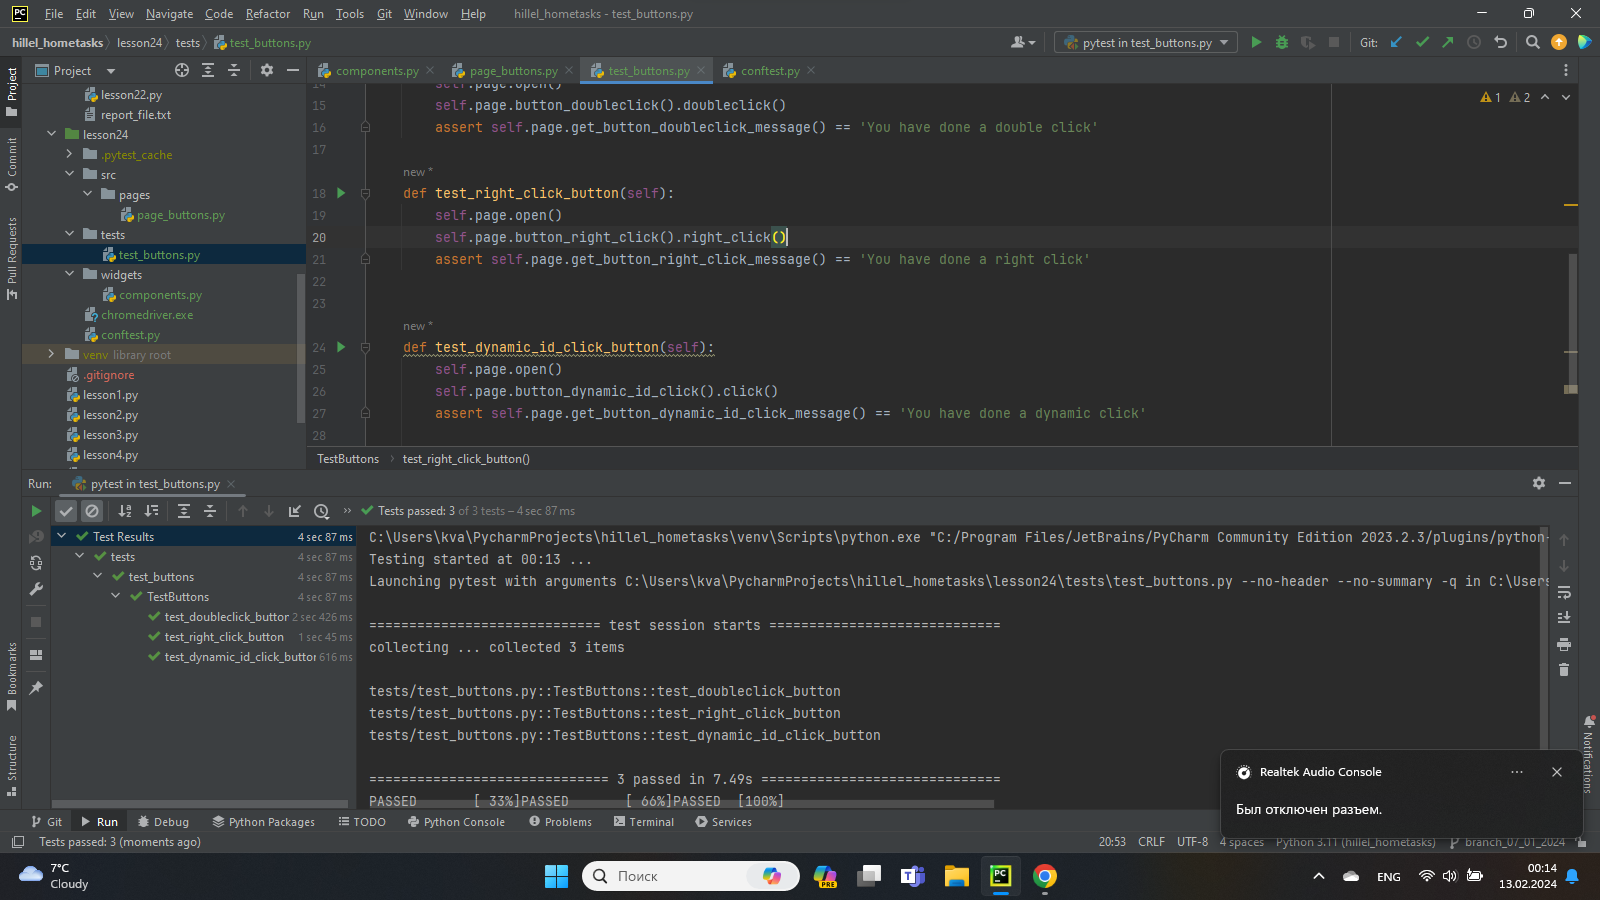 PC File Edit View Navigate Code Refactor Run Tools Git Window Help hillel_hometasks - test_buttons.py
hillel_hometasks lesson24 tests test_buttons.py pytest in test_buttons.py Git:
Project
components.py page_buttons.py test_buttons.py conftest.py
Project
Commit
Pull Requests
lesson22.py
report_file.txt
lesson24
.pytest_cache
src
pages
page_buttons.py
tests
test_buttons.py
widgets
components.py
chromedriver.exe
conftest.py
venv library root
.gitignore
lesson1.py
lesson2.py
lesson3.py
lesson4.py
1 2
14 self.page.open()
15 self.page.button_doubleclick().doubleclick()
16 assert self.page.get_button_doubleclick_message() == 'You have done a double click'
17
new *
18 def test_right_click_button(self):
19 self.page.open()
20 self.page.button_right_click().right_click()
21 assert self.page.get_button_right_click_message() == 'You have done a right click'
22
23
new *
24 def test_dynamic_id_click_button(self):
25 self.page.open()
26 self.page.button_dynamic_id_click().click()
27 assert self.page.get_button_dynamic_id_click_message() == 'You have done a dynamic click'
28
TestButtons test_right_click_button()
Run: pytest in test_buttons.py
Tests passed: 3 of 3 tests – 4 sec 87 ms
Test Results 4 sec 87 ms
tests 4 sec 87 ms
test_buttons 4 sec 87 ms
TestButtons 4 sec 87 ms
test_doubleclick_button 2 sec 426 ms
test_right_click_button 1 sec 45 ms
test_dynamic_id_click_button 616 ms
C:\Users\kva\PycharmProjects\hillel_hometasks\venv\Scripts\python.exe "C:/Program Files/JetBrains/PyCharm Community Edition 2023.2.3/plugins/python-
Testing started at 00:13 ...
Launching pytest with arguments C:\Users\kva\PycharmProjects\hillel_hometasks\lesson24\tests\test_buttons.py --no-header --no-summary -q in C:\Users
============================= test session starts =============================
collecting ... collected 3 items
tests/test_buttons.py::TestButtons::test_doubleclick_button
tests/test_buttons.py::TestButtons::test_right_click_button
tests/test_buttons.py::TestButtons::test_dynamic_id_click_button
============================== 3 passed in 7.49s ==============================
PASSED [ 33%]PASSED [ 66%]PASSED [100%]
Bookmarks
Structure
Notifications
Realtek Audio Console
Был отключен разъем.
Git Run Debug Python Packages TODO Python Console Problems Terminal Services
Tests passed: 3 (moments ago) 20:53 CRLF UTF-8 4 spaces Python 3.11 (hillel_hometasks) branch_07_01_2024
7°C
Cloudy
Поиск
PRE
PC
ENG
00:14
13.02.2024